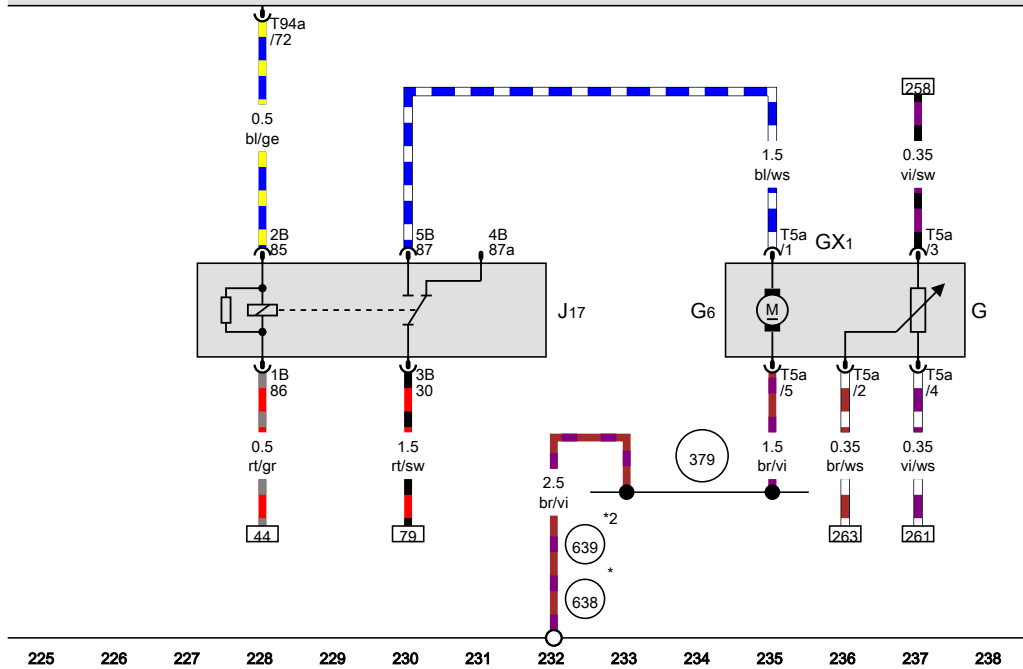 T94a
/72
258
0.5
bl/ge
1.5
bl/ws
0.35
vi/sw
2B
85
5B
87
4B
87a
T5a
/1
GX1
T5a
/3
J17
G6
M
G
1B
86
3B
30
T5a
/5
T5a
/2
T5a
/4
0.5
rt/gr
1.5
rt/sw
2.5
br/vi
379
1.5
br/vi
0.35
br/ws
0.35
vi/ws
*2
639
*
638
44
79
263
261
225 226 227 228 229 230 231 232 233 234 235 236 237 238